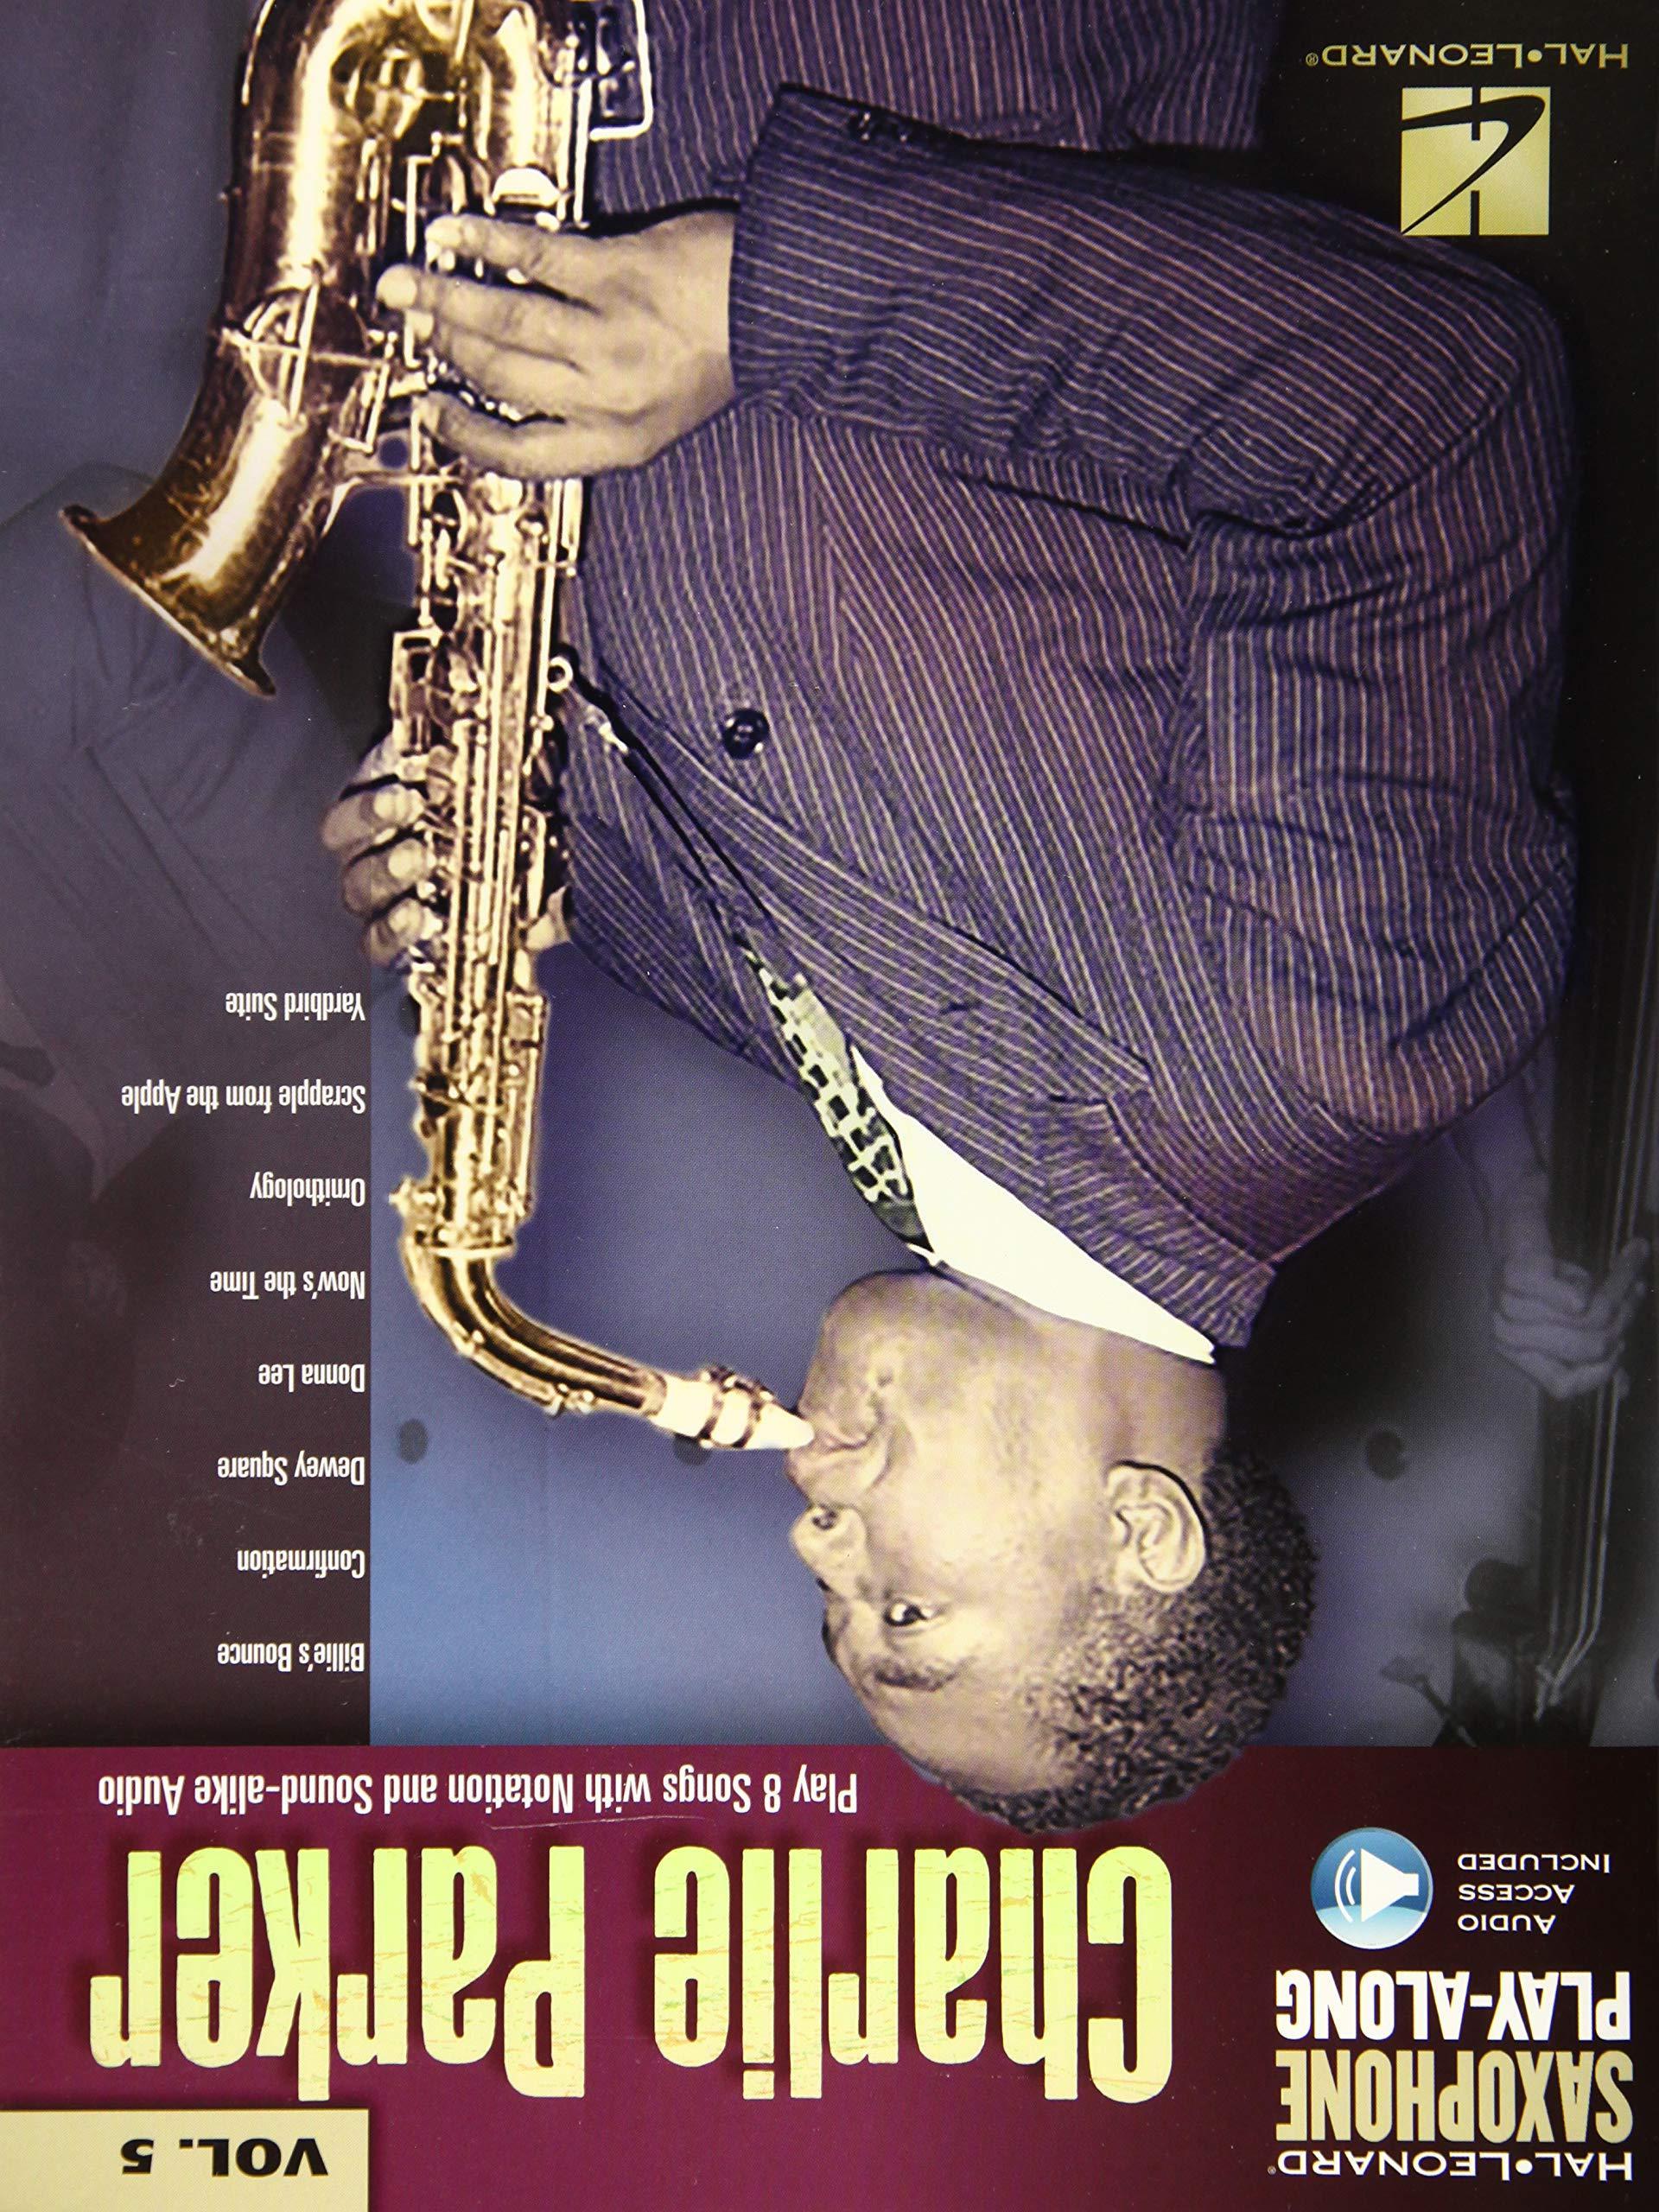 HAL•LEONARD®
SAXOPHONE
PLAY-ALONG
AUDIO
ACCESS
INCLUDED
VOL. 5
Charlie Parker
Play 8 Songs with Notation and Sound-alike Audio
Billie's Bounce
Confirmation
Dewey Square
Donna Lee
Now's the Time
Ornithology
Scrapple from the Apple
Yardbird Suite
HAL•LEONARD®